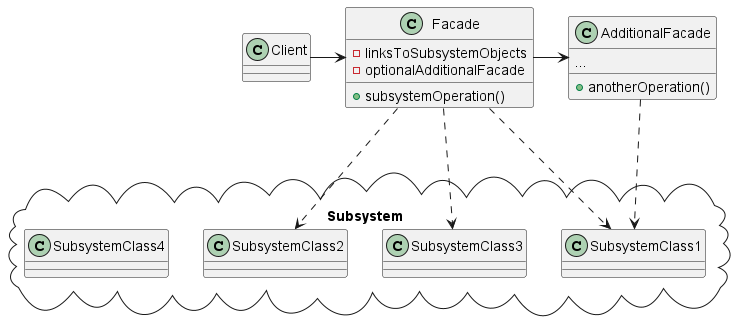 C Client
C Facade
linksToSubsystemObjects
optionalAdditionalFacade
subsystemOperation()
C AdditionalFacade
...
anotherOperation()
Subsystem
C SubsystemClass4
C SubsystemClass2
C SubsystemClass3
C SubsystemClass1